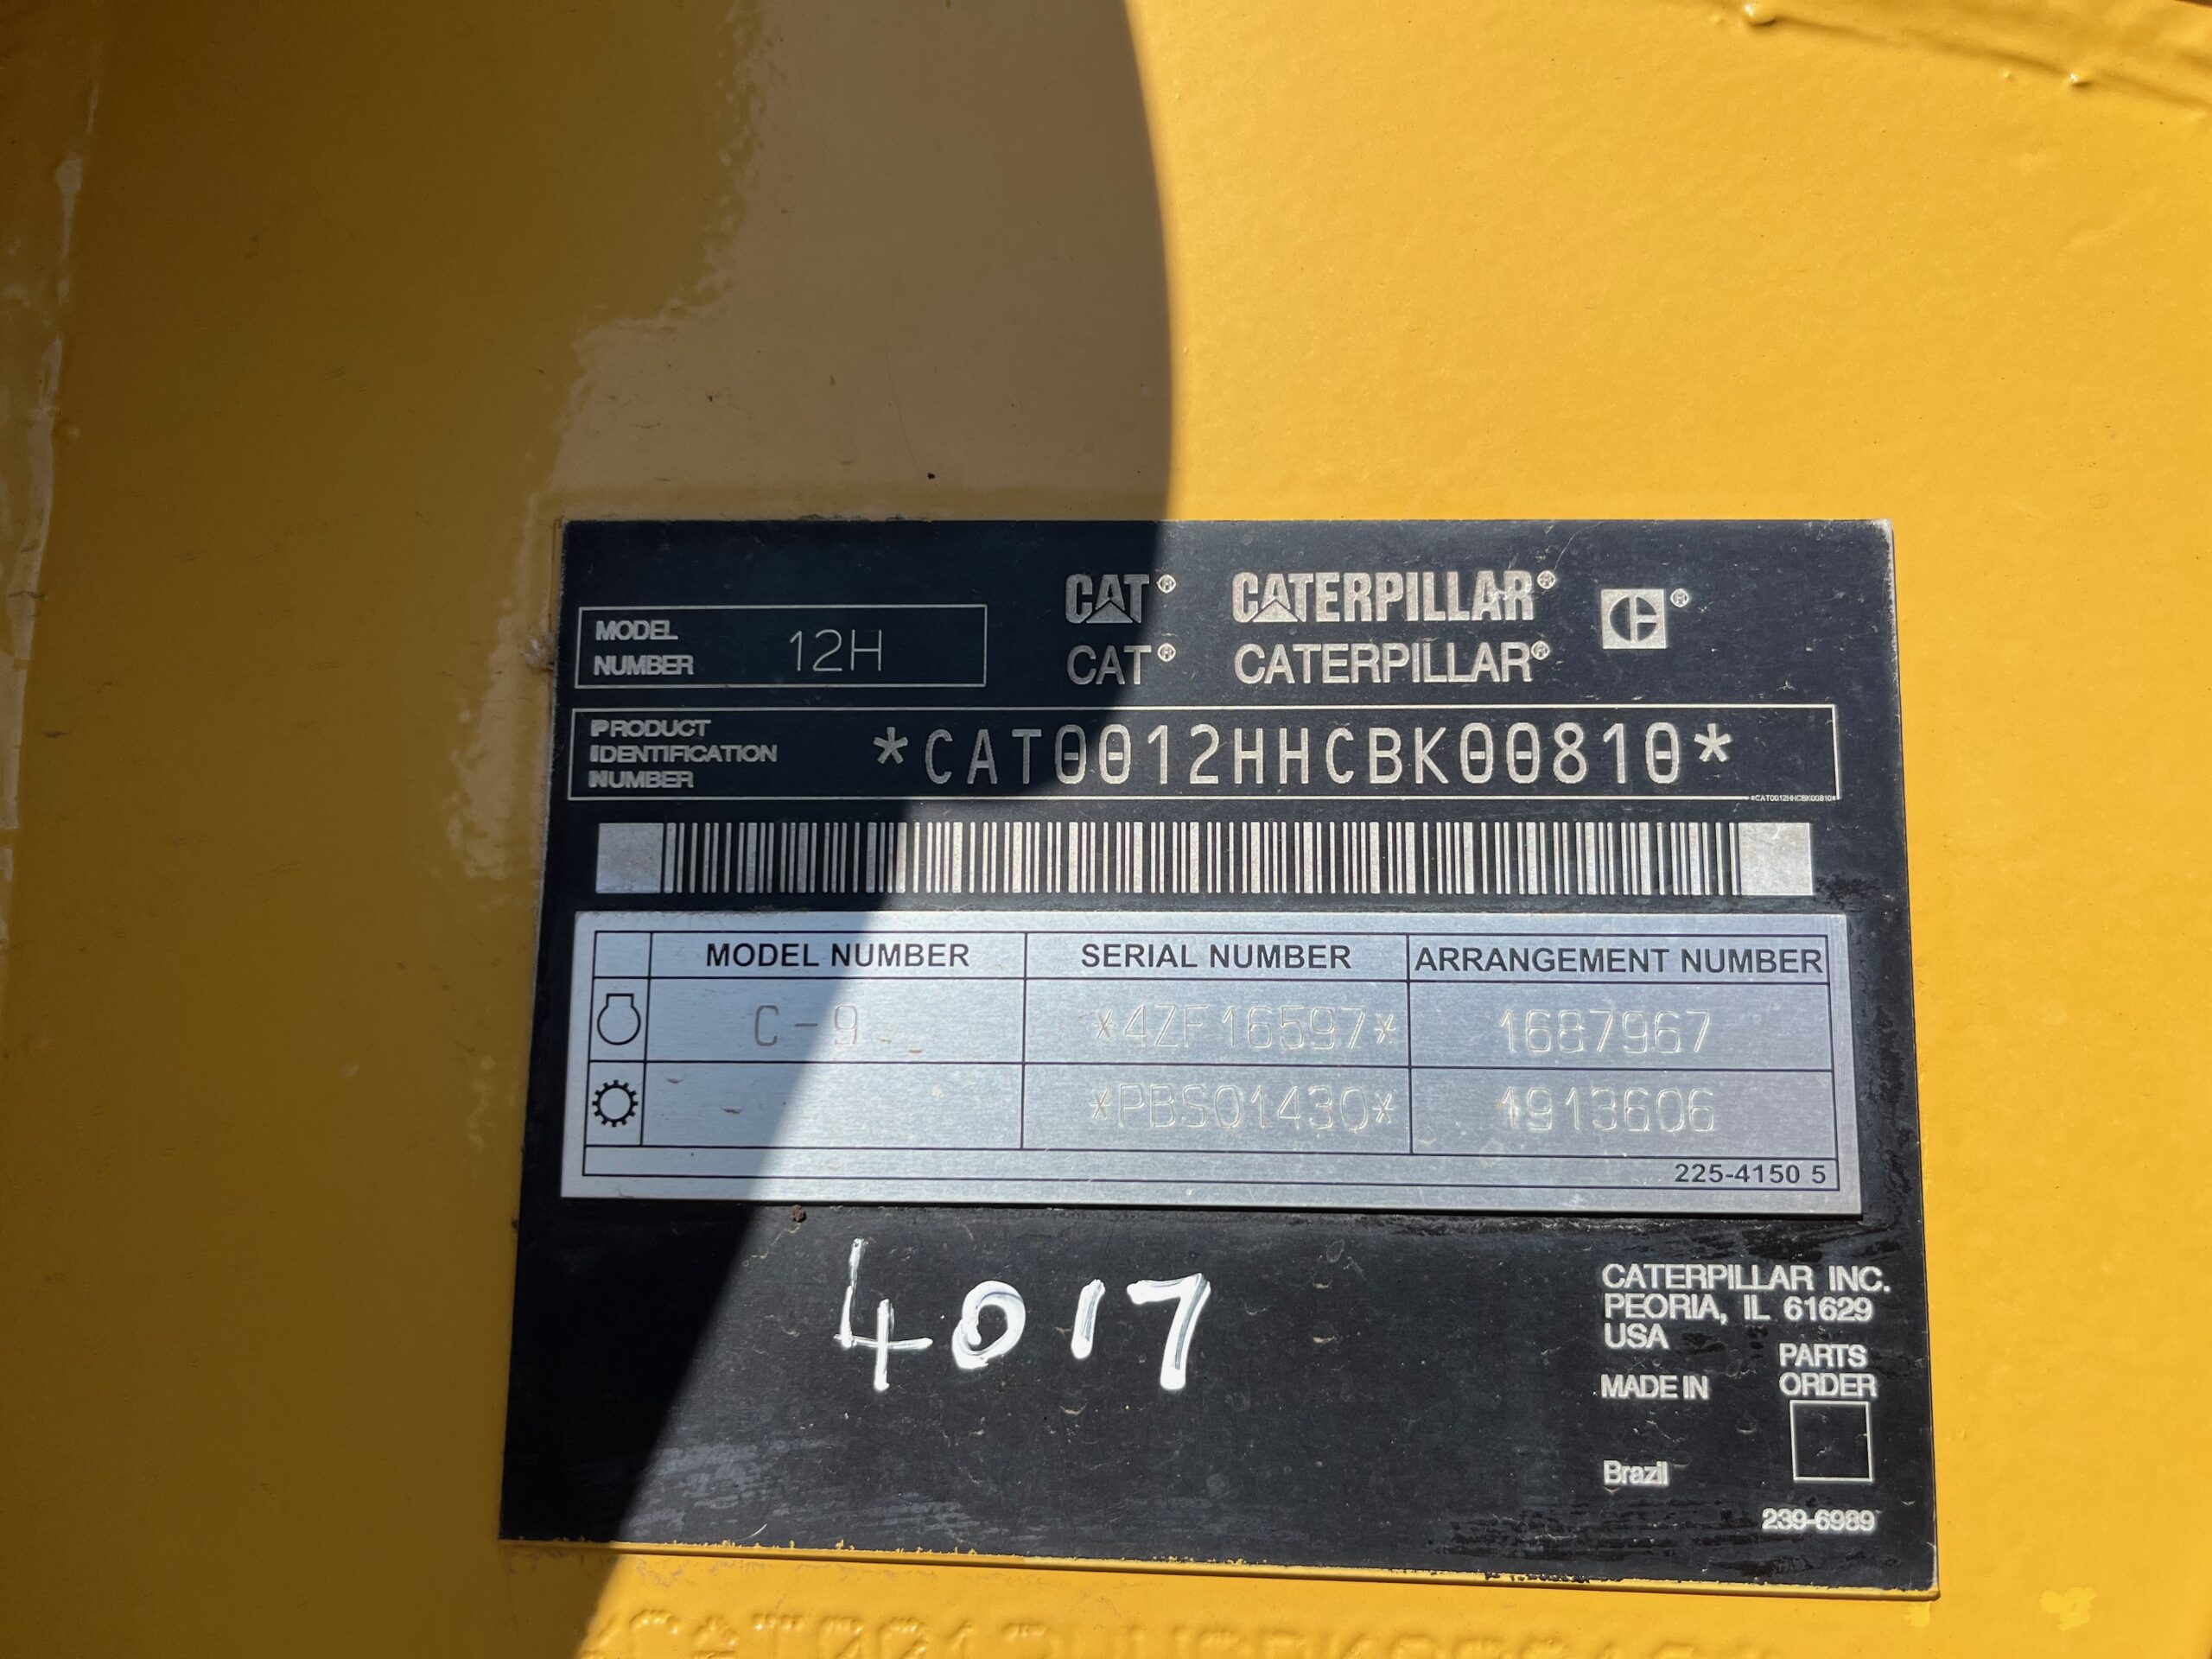 CAT® CATERPILLAR® ®
MODEL NUMBER 12H
CAT® CATERPILLAR®
PRODUCT IDENTIFICATION NUMBER *CAT0012HHCBK00810*
*CAT0012HHCBK00810*
MODEL NUMBER SERIAL NUMBER ARRANGEMENT NUMBER
C-9 *4ZF16597* 1687967
*PBS01430* 1913606
225-4150 5
4017
CATERPILLAR INC.
PEORIA, IL 61629
USA
PARTS
MADE IN ORDER
Brazil
239-6989